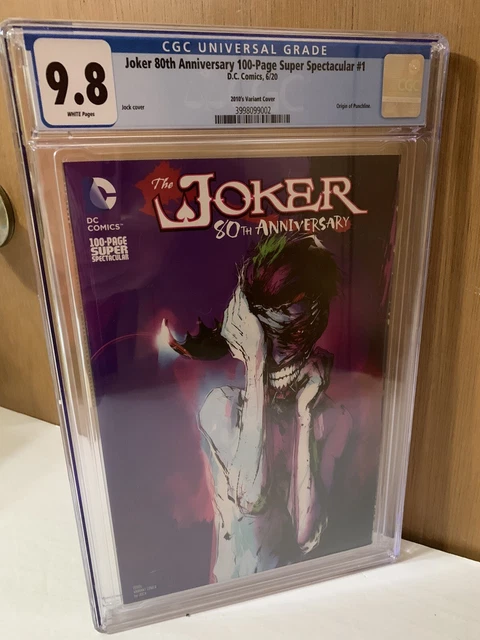 CGC UNIVERSAL GRADE
9.8
WHITE Pages
Joker 80th Anniversary 100-Page Super Spectacular #1
D.C. Comics, 6/20
2010's Variant Cover
Jock cover
Origin of Punchline.
3998099002
DC
COMICS™
The JOKER
80TH ANNIVERSARY
100-PAGE
SUPER
SPECTACULAR